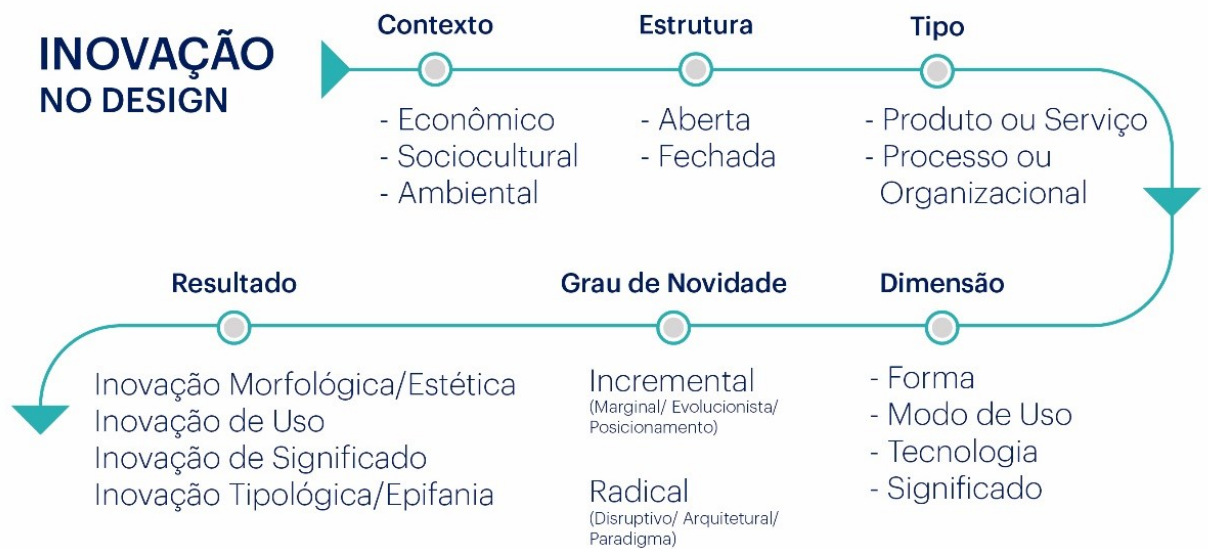 INOVAÇÃO
NO DESIGN
Contexto
- Econômico
- Sociocultural
- Ambiental
Estrutura
- Aberta
- Fechada
Tipo
- Produto ou Serviço
- Processo ou
Organizacional
Dimensão
- Forma
- Modo de Uso
- Tecnologia
- Significado
Grau de Novidade
Incremental
(Marginal/ Evolucionista/
Posicionamento)
Radical
(Disruptivo/ Arquitetural/
Paradigma)
Resultado
Inovação Morfológica/Estética
Inovação de Uso
Inovação de Significado
Inovação Tipológica/Epifania